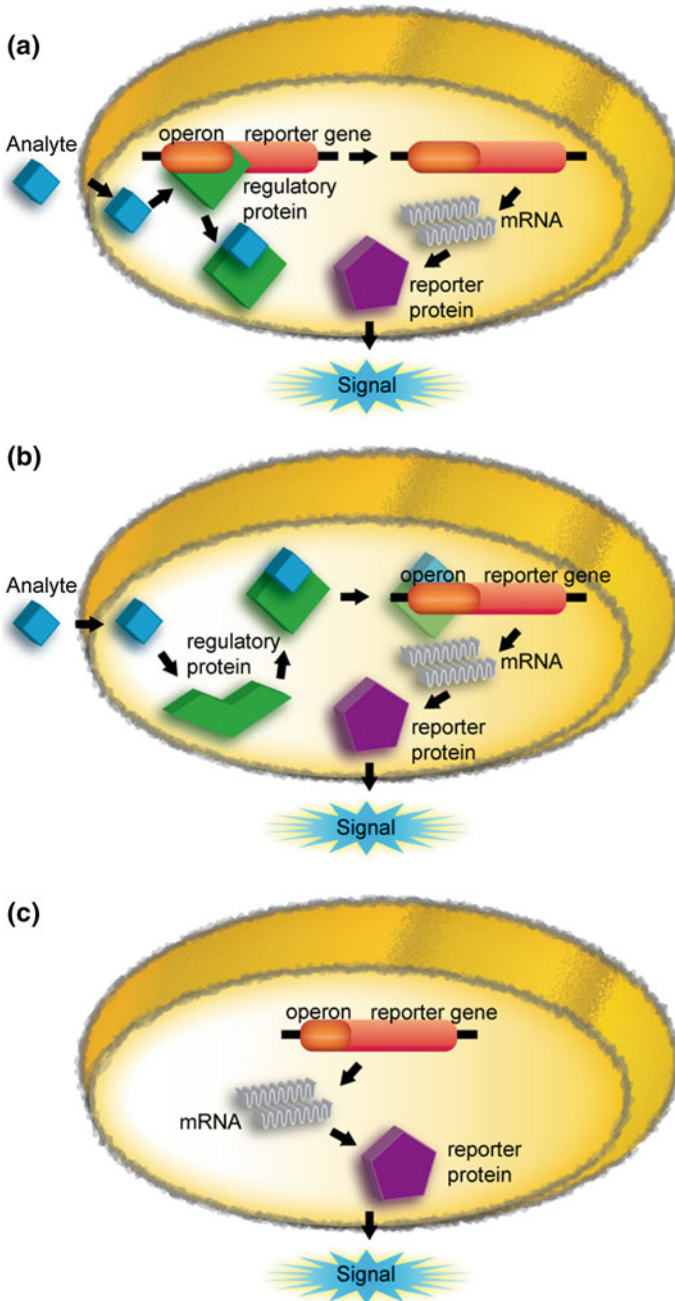 (a)
operon reporter gene
Analyte
regulatory
protein
mRNA
reporter
protein
Signal
(b)
Analyte
operon reporter gene
regulatory
protein
mRNA
reporter
protein
Signal
(c)
operon reporter gene
mRNA
reporter
protein
Signal